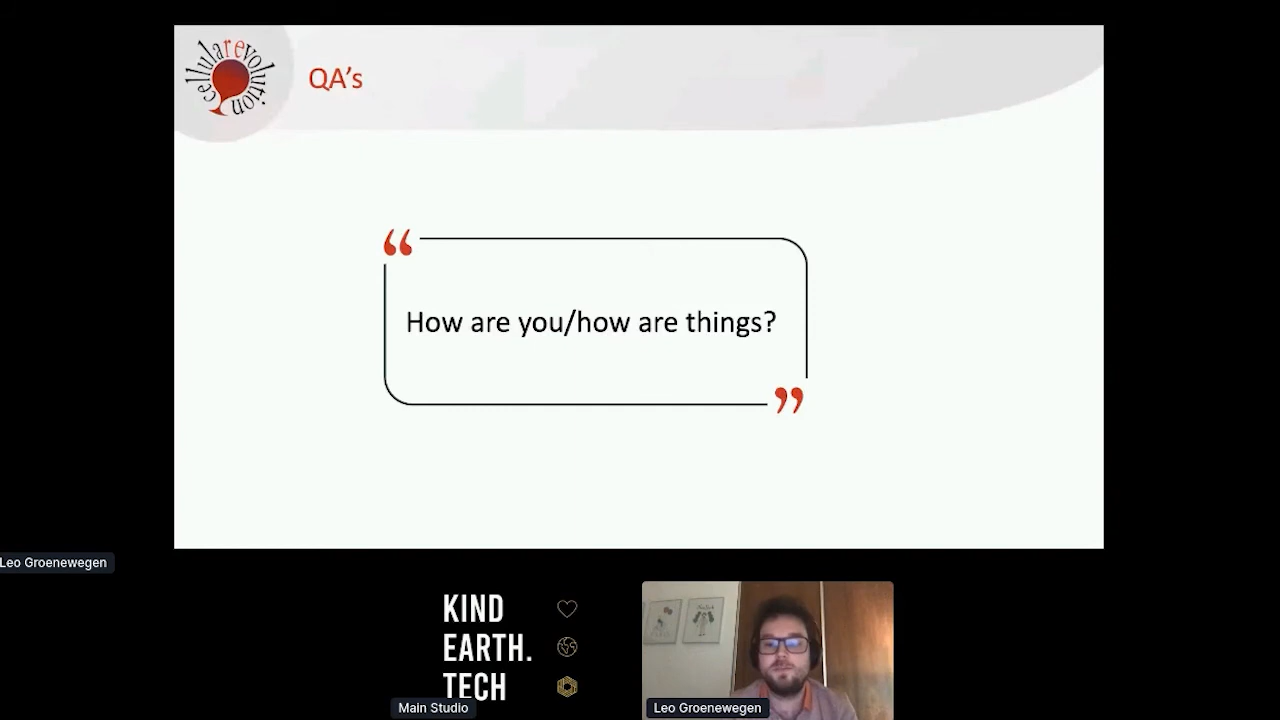 cellularevolution
QA's
“
How are you/how are things?
”
Leo Groenewegen
KIND
EARTH.
TECH
Main Studio
Leo Groenewegen